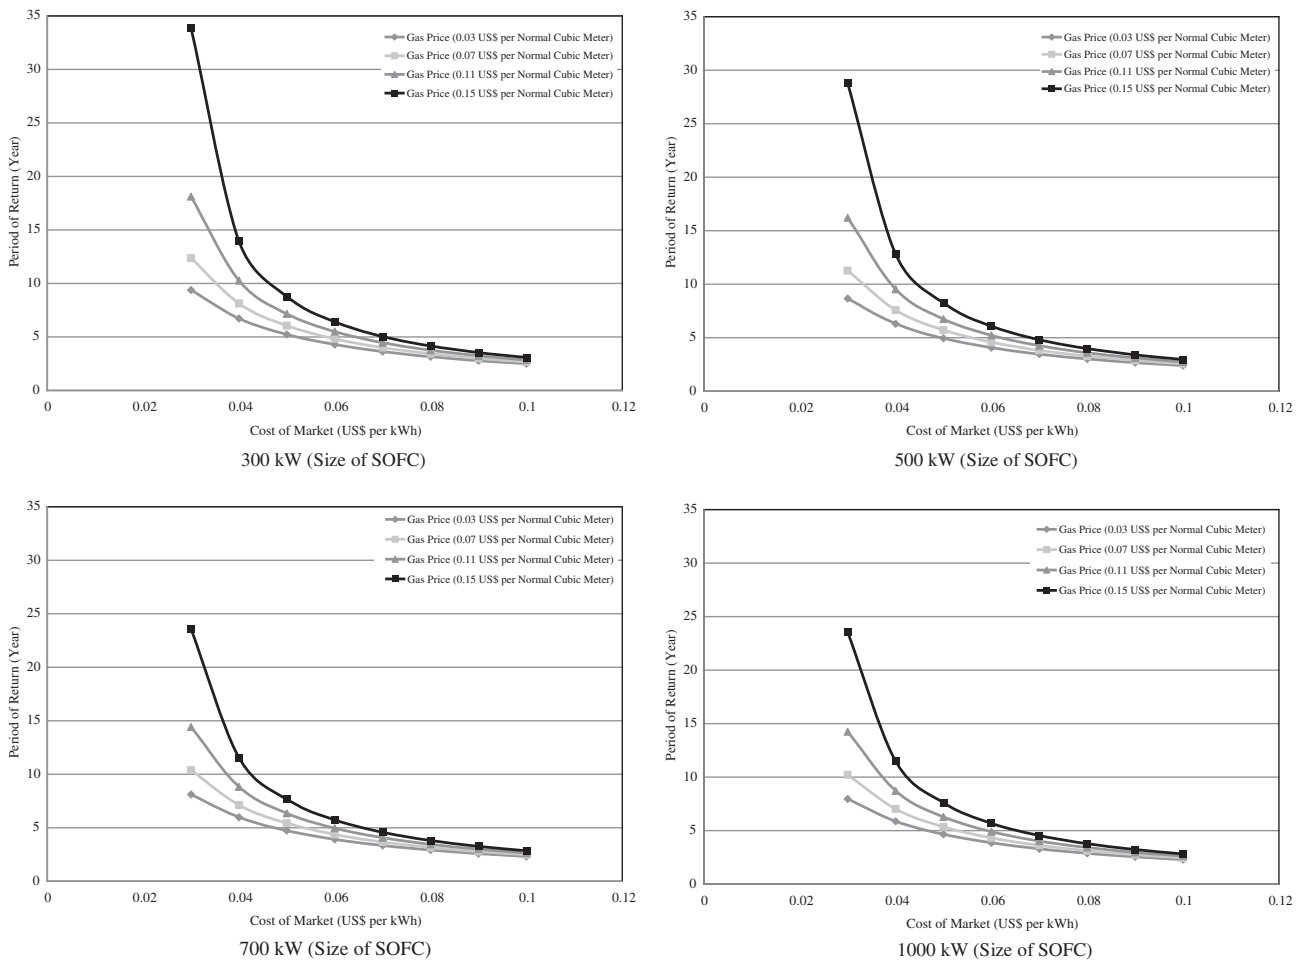 35
30
25
20
15
10
5
0
Period of Return (Year)
Gas Price (0.03 US$ per Normal Cubic Meter)
Gas Price (0.07 US$ per Normal Cubic Meter)
Gas Price (0.11 US$ per Normal Cubic Meter)
Gas Price (0.15 US$ per Normal Cubic Meter)
0 0.02 0.04 0.06 0.08 0.1 0.12
Cost of Market (US$ per kWh)
300 kW (Size of SOFC)
35
30
25
20
15
10
5
0
Period of Return (Year)
Gas Price (0.03 US$ per Normal Cubic Meter)
Gas Price (0.07 US$ per Normal Cubic Meter)
Gas Price (0.11 US$ per Normal Cubic Meter)
Gas Price (0.15 US$ per Normal Cubic Meter)
0 0.02 0.04 0.06 0.08 0.1 0.12
Cost of Market (US$ per kWh)
500 kW (Size of SOFC)
35
30
25
20
15
10
5
0
Period of Return (Year)
Gas Price (0.03 US$ per Normal Cubic Meter)
Gas Price (0.07 US$ per Normal Cubic Meter)
Gas Price (0.11 US$ per Normal Cubic Meter)
Gas Price (0.15 US$ per Normal Cubic Meter)
0 0.02 0.04 0.06 0.08 0.1 0.12
Cost of Market (US$ per kWh)
700 kW (Size of SOFC)
35
30
25
20
15
10
5
0
Period of Return (Year)
Gas Price (0.03 US$ per Normal Cubic Meter)
Gas Price (0.07 US$ per Normal Cubic Meter)
Gas Price (0.11 US$ per Normal Cubic Meter)
Gas Price (0.15 US$ per Normal Cubic Meter)
0 0.02 0.04 0.06 0.08 0.1 0.12
Cost of Market (US$ per kWh)
1000 kW (Size of SOFC)